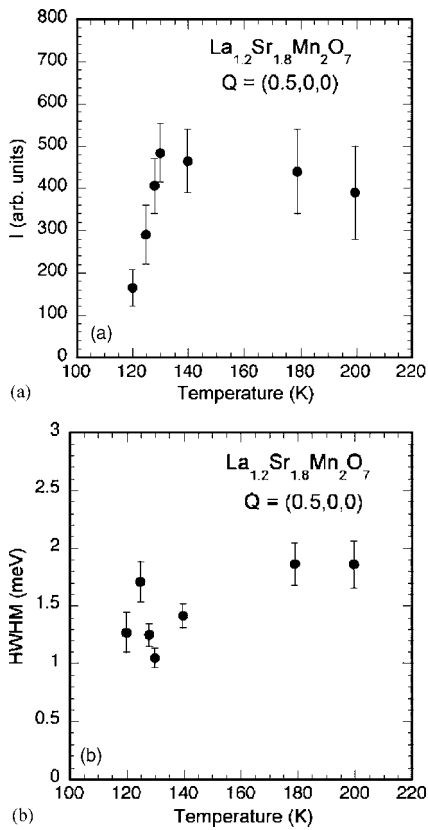 800
700
600
500
400
300
200
100
0
I (arb. units)
La1.2Sr1.8Mn2O7
Q = (0.5,0,0)
(a)
100 120 140 160 180 200 220
(a) Temperature (K)
3
2.5
2
1.5
1
0.5
0
HWHM (meV)
La1.2Sr1.8Mn2O7
Q = (0.5,0,0)
(b)
100 120 140 160 180 200 220
(b) Temperature (K)